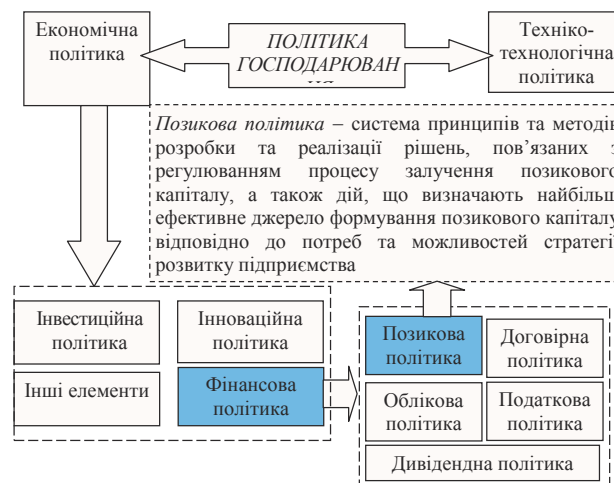 Економічна
політика
ПОЛІТИКА
ГОСПОДАРЮВАН
Техніко-
технологічна
політика
Позикова політика – система принципів та методів
розробки та реалізації рішень, пов’язаних з
регулюванням процесу залучення позикового
капіталу, а також дій, що визначають найбільш
ефективне джерело формування позикового капіталу
відповідно до потреб та можливостей стратегії
розвитку підприємства
Інвестиційна
політика
Інноваційна
політика
Інші елементи
Фінансова
політика
Позикова
політика
Договірна
політика
Облікова
політика
Податкова
політика
Дивідендна політика